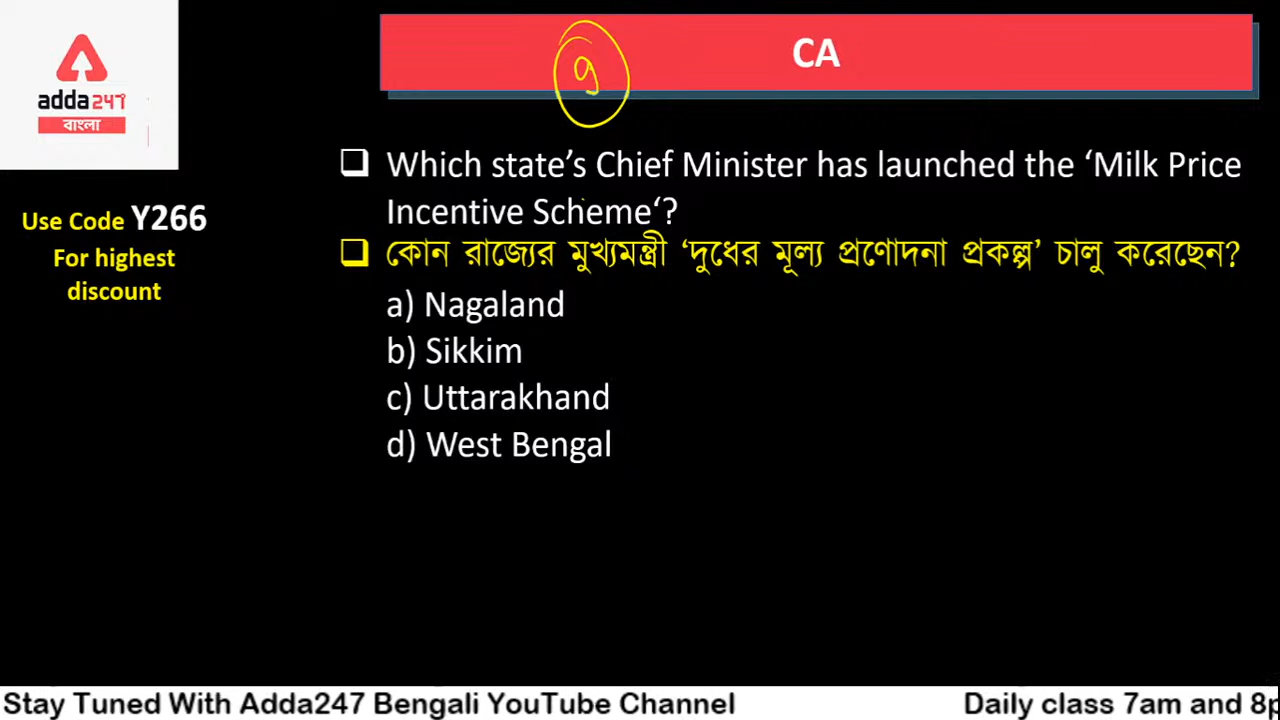 CA
9
adda247
বাংলা
Use Code Y266
For highest
discount
❑ Which state’s Chief Minister has launched the ‘Milk Price
Incentive Scheme‘?
❑ কোন রাজ্যের মুখ্যমন্ত্রী ‘দুধের মূল্য প্রণোদনা প্রকল্প’ চালু করেছেন?
a) Nagaland
b) Sikkim
c) Uttarakhand
d) West Bengal
Stay Tuned With Adda247 Bengali YouTube Channel Daily class 7am and 8p